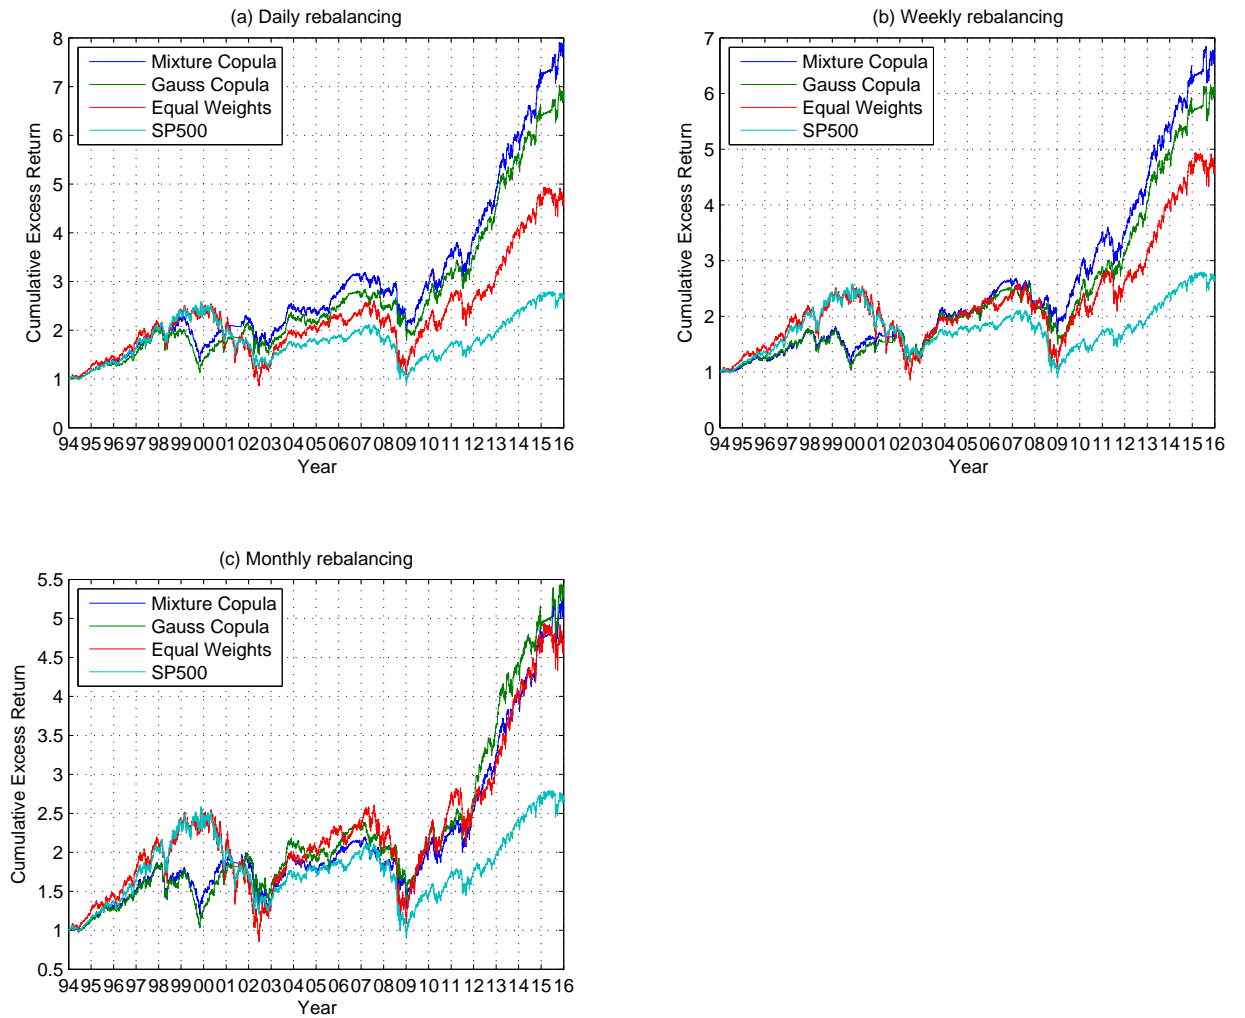 (a) Daily rebalancing
8
7
6
5
4
3
2
1
0
Cumulative Excess Return
Mixture Copula
Gauss Copula
Equal Weights
SP500
94 95 96 97 98 99 00 01 02 03 04 05 06 07 08 09 10 11 12 13 14 15 16
Year
(b) Weekly rebalancing
7
6
5
4
3
2
1
0
Cumulative Excess Return
Mixture Copula
Gauss Copula
Equal Weights
SP500
94 95 96 97 98 99 00 01 02 03 04 05 06 07 08 09 10 11 12 13 14 15 16
Year
(c) Monthly rebalancing
5.5
5
4.5
4
3.5
3
2.5
2
1.5
1
0.5
Cumulative Excess Return
Mixture Copula
Gauss Copula
Equal Weights
SP500
94 95 96 97 98 99 00 01 02 03 04 05 06 07 08 09 10 11 12 13 14 15 16
Year